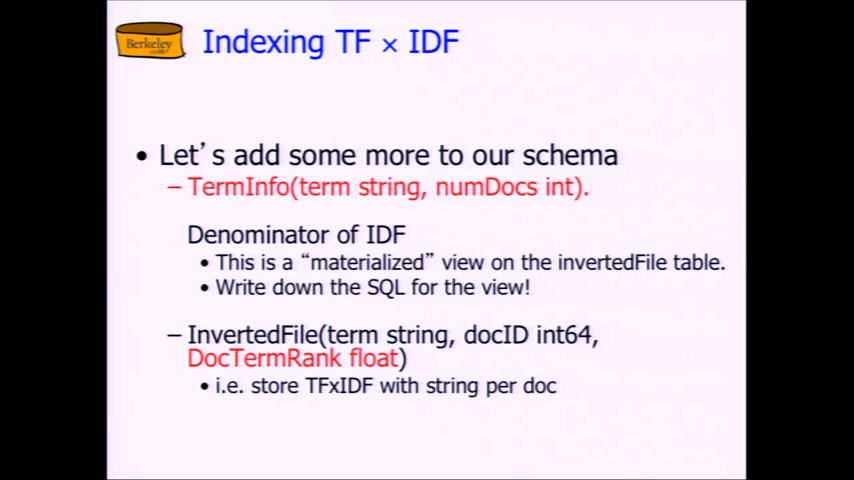 Berkeley
Indexing TF × IDF
• Let's add some more to our schema
– TermInfo(term string, numDocs int).
Denominator of IDF
• This is a “materialized” view on the invertedFile table.
• Write down the SQL for the view!
– InvertedFile(term string, docID int64,
DocTermRank float)
• i.e. store TFxIDF with string per doc